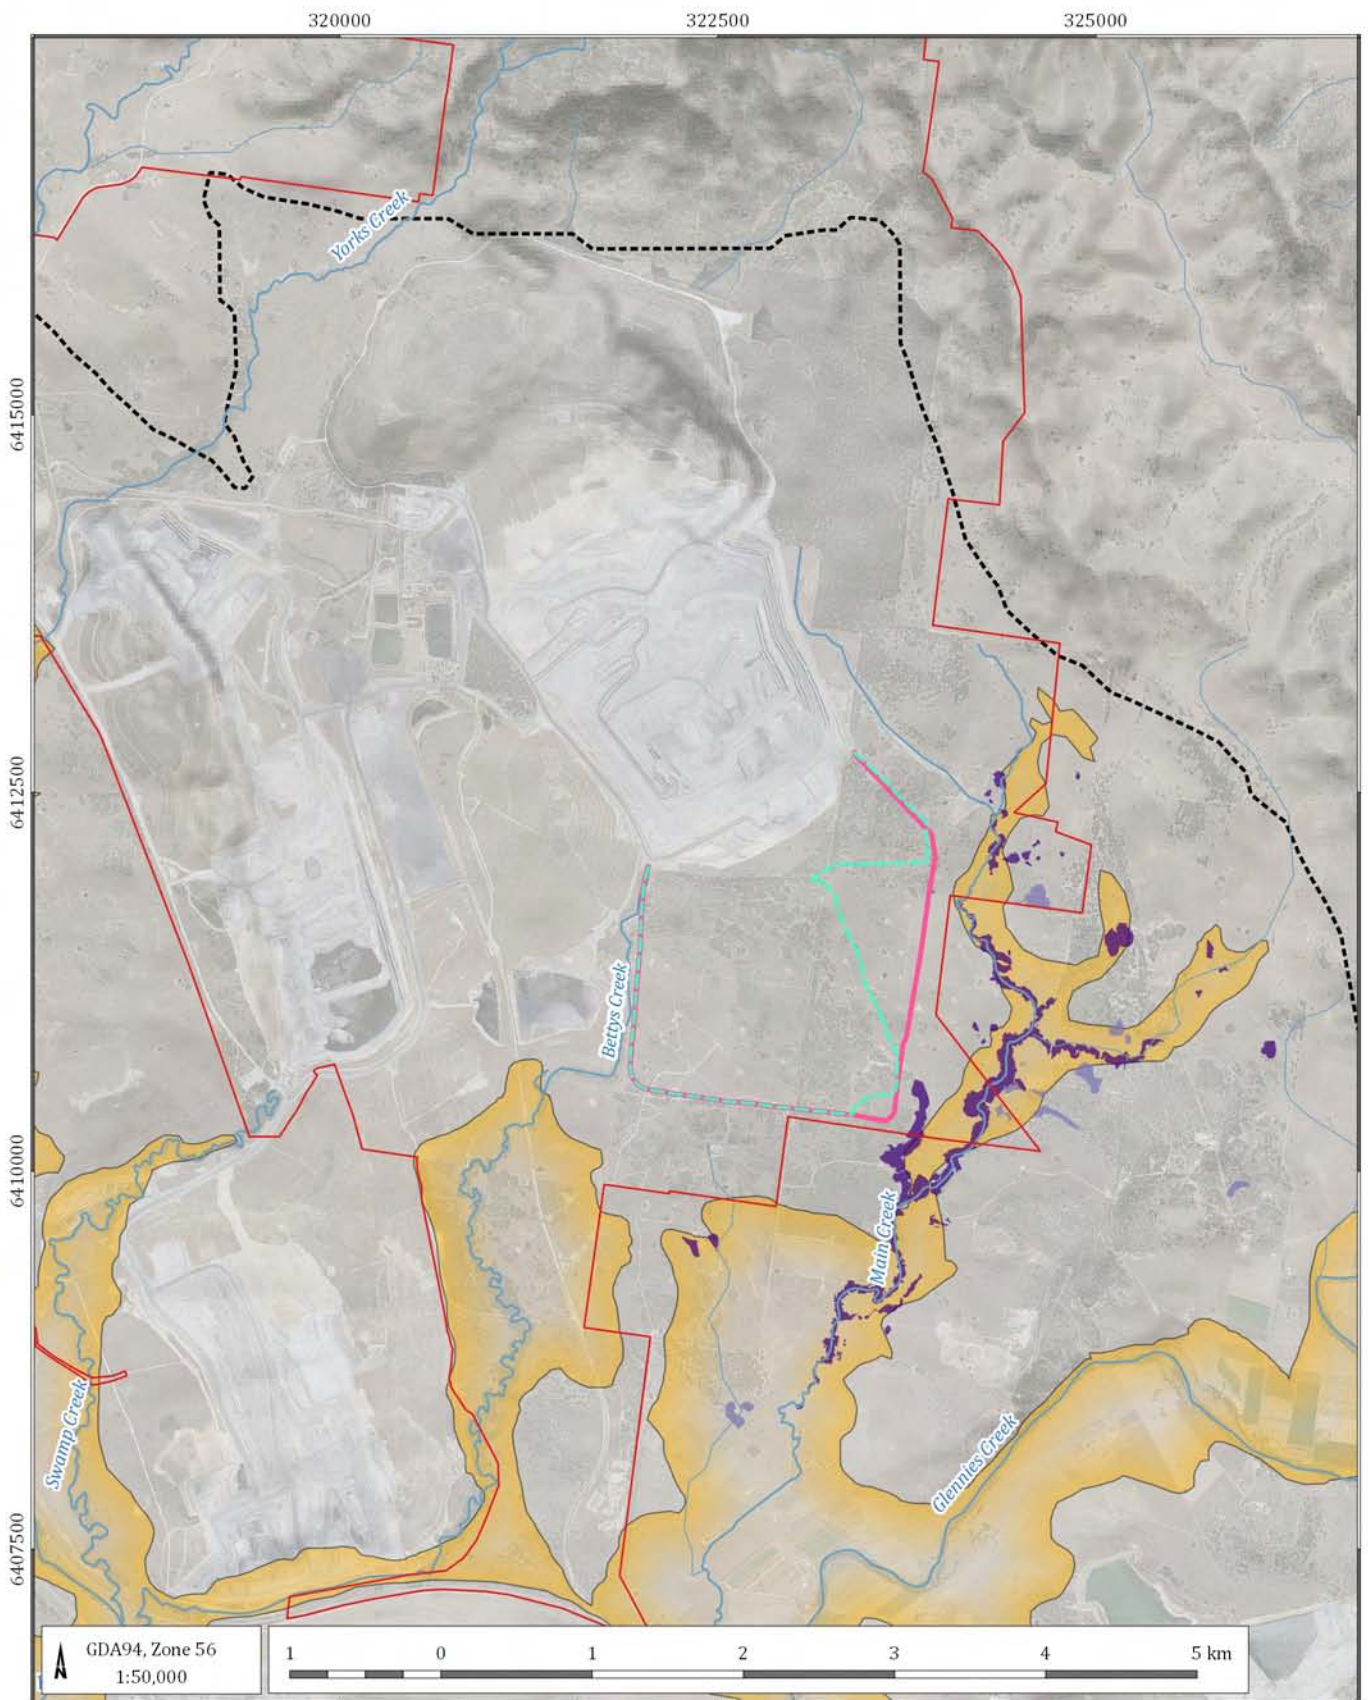 320000
322500
325000
Yorks Creek
6415000
6412500
Bettys Creek
6410000
Main Creek
Swamp Creek
Glennies Creek
6407500
GDA94, Zone 56
1:50,000
1 0 1 2 3 4 5 km